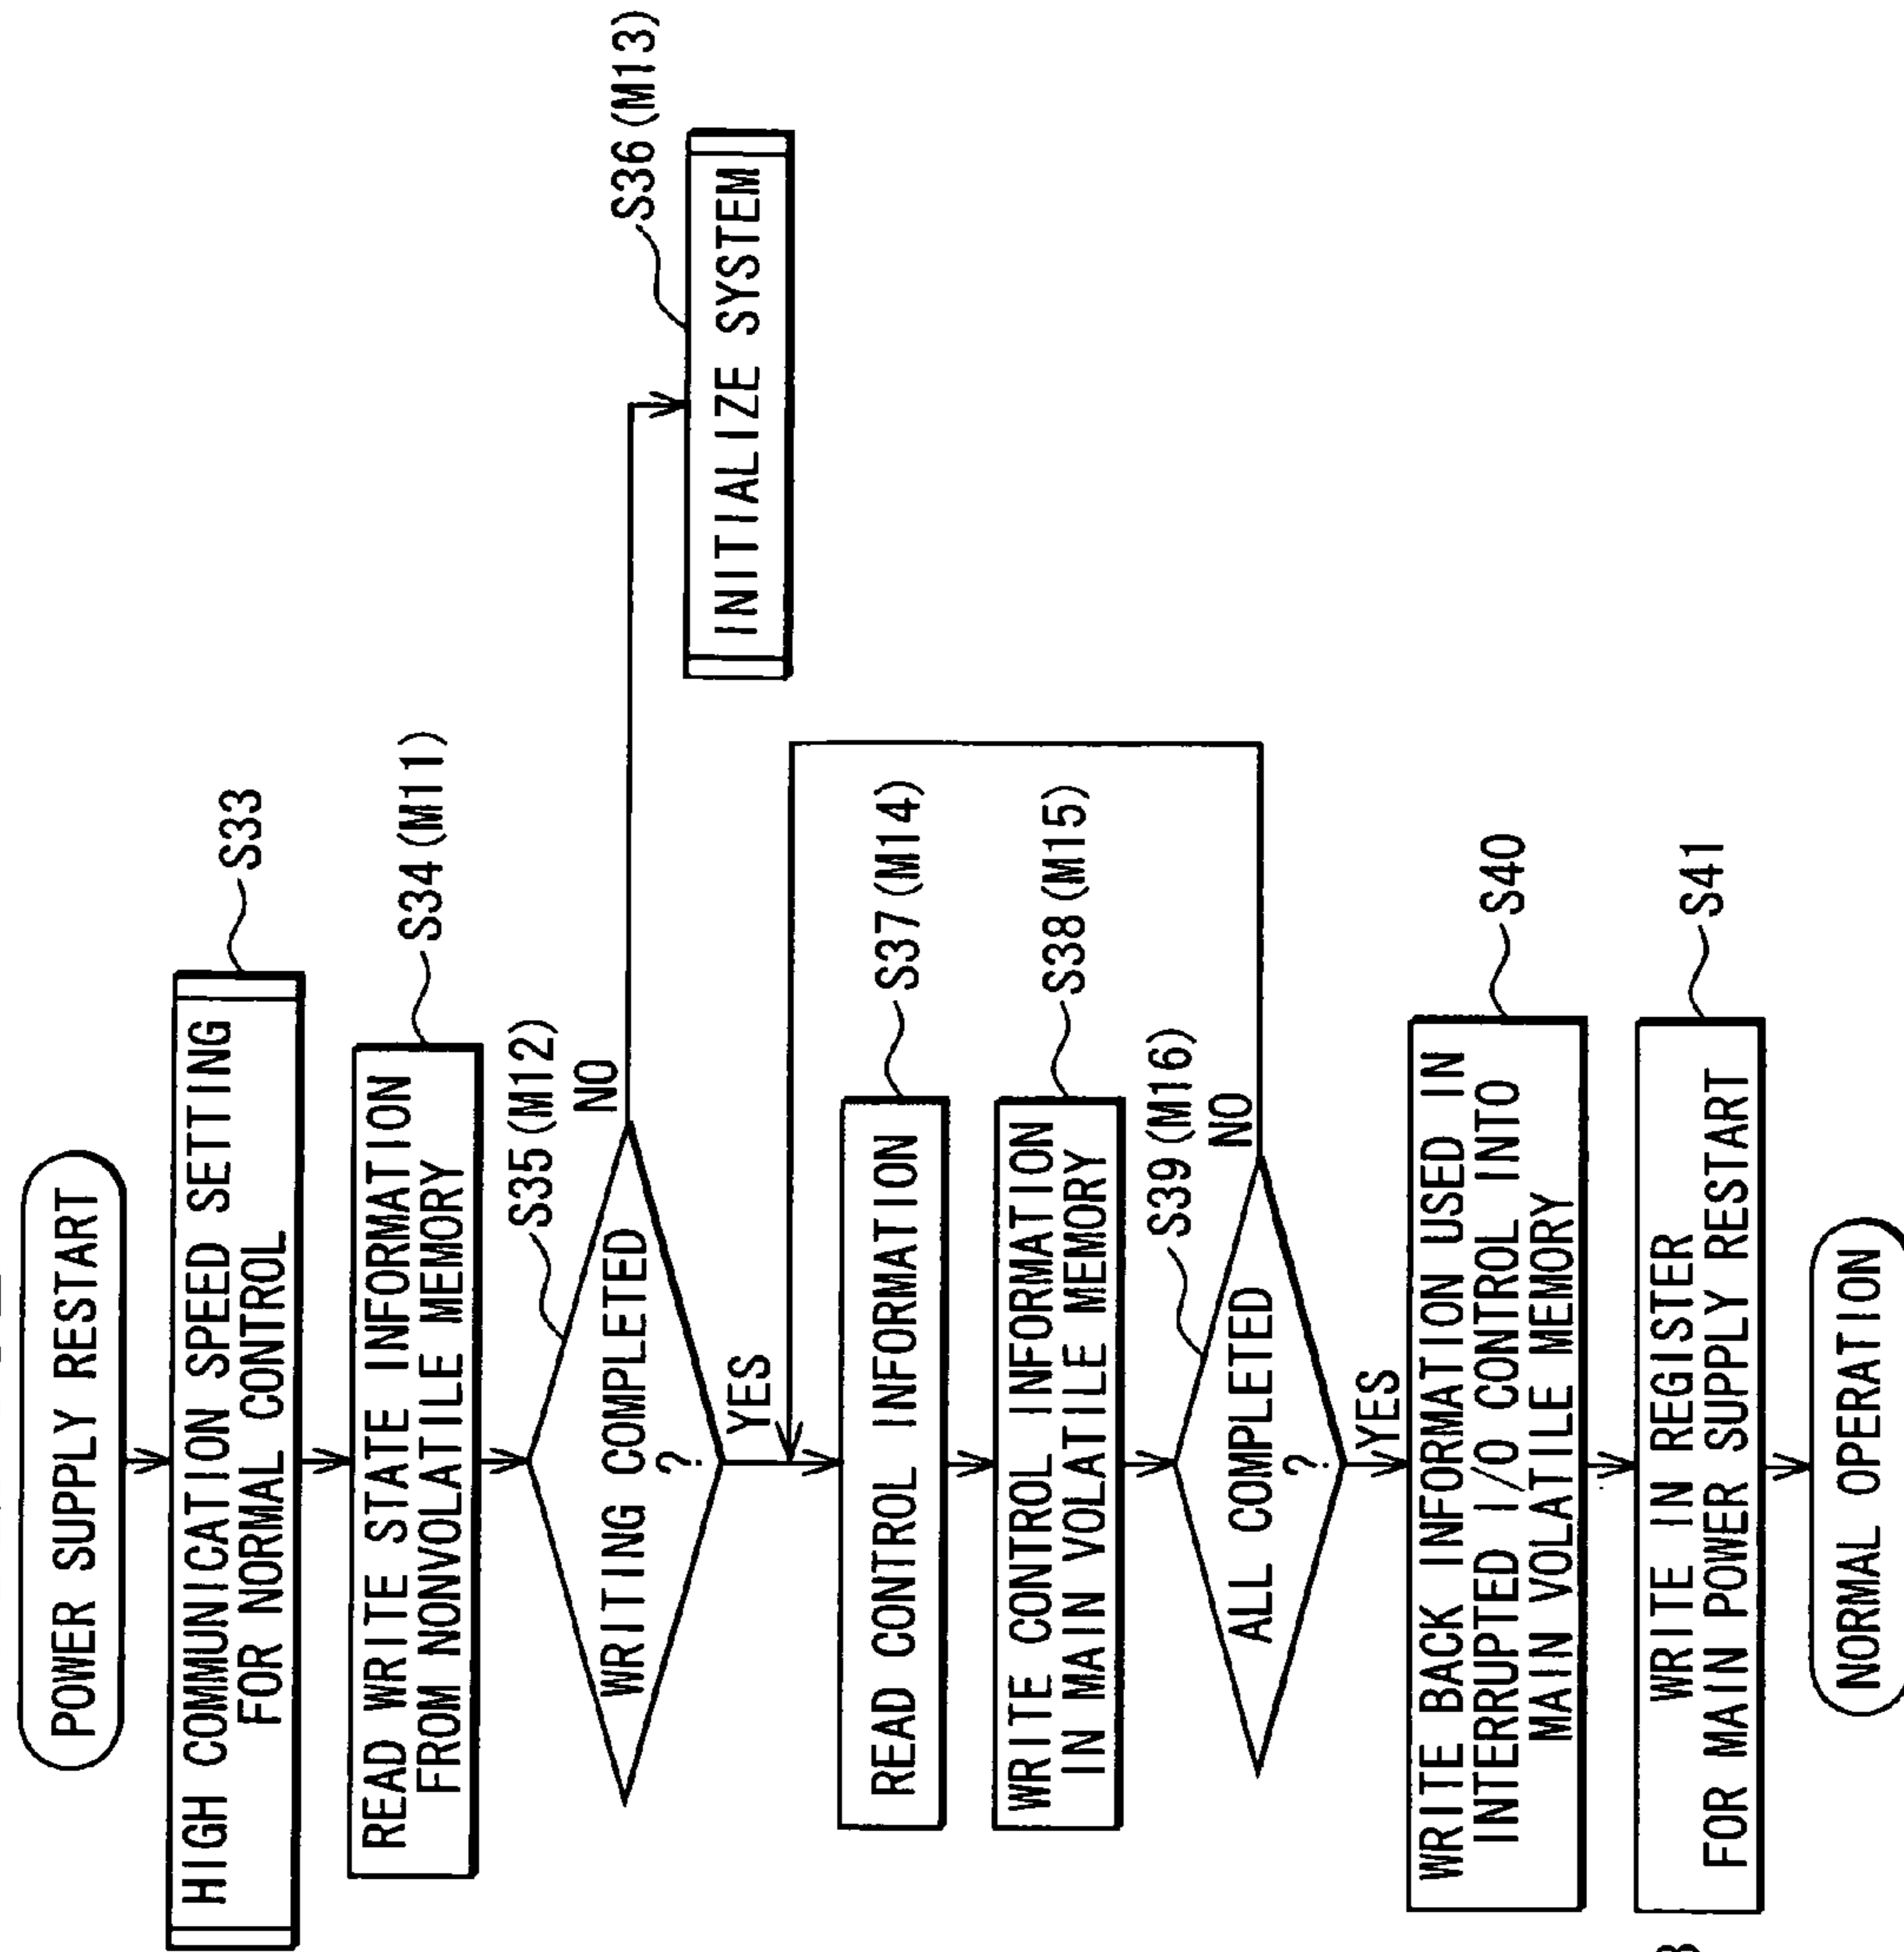 POWER SUPPLY RESTART
S33
HIGH COMMUNICATION SPEED SETTING
FOR NORMAL CONTROL
S34(M11)
READ WRITE STATE INFORMATION
FROM NONVOLATILE MEMORY
S35(M12)
WRITING COMPLETED
?
NO
YES
S36(M13)
INITIALIZE SYSTEM
S37(M14)
READ CONTROL INFORMATION
S38(M15)
WRITE CONTROL INFORMATION
IN MAIN VOLATILE MEMORY
S39(M16)
ALL COMPLETED
?
NO
YES
S40
WRITE BACK INFORMATION USED IN
INTERRUPTED I/O CONTROL INTO
MAIN VOLATILE MEMORY
S41
WRITE IN REGISTER
FOR MAIN POWER SUPPLY RESTART
NORMAL OPERATION